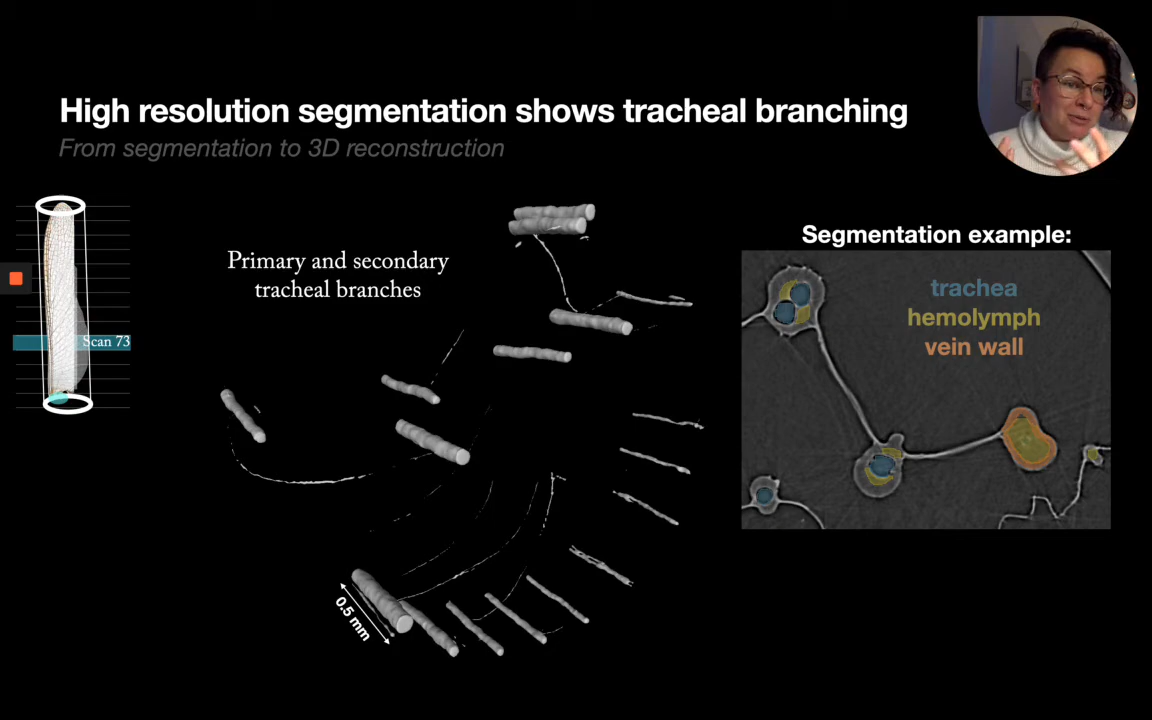 High resolution segmentation shows tracheal branching
From segmentation to 3D reconstruction
Scan 73
Primary and secondary
tracheal branches
0.5 mm
Segmentation example:
trachea
hemolymph
vein wall